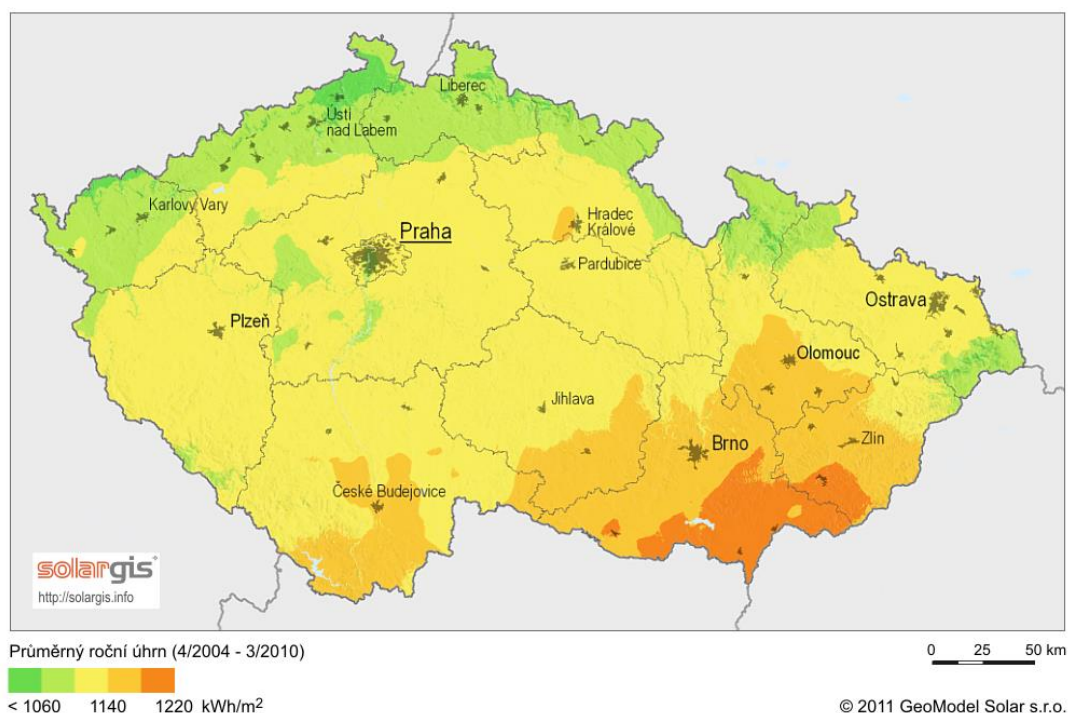 Liberec
Ústí
nad Labem
Karlovy Vary
Hradec
Králové
Praha
Pardubice
Ostrava
Plzeň
Olomouc
Jihlava
Brno
Zlín
České Budejovice
solargis
http://solargis.info
Průměrný roční úhrn (4/2004 - 3/2010)
0 25 50 km
< 1060 1140 1220 kWh/m²
© 2011 GeoModel Solar s.r.o.